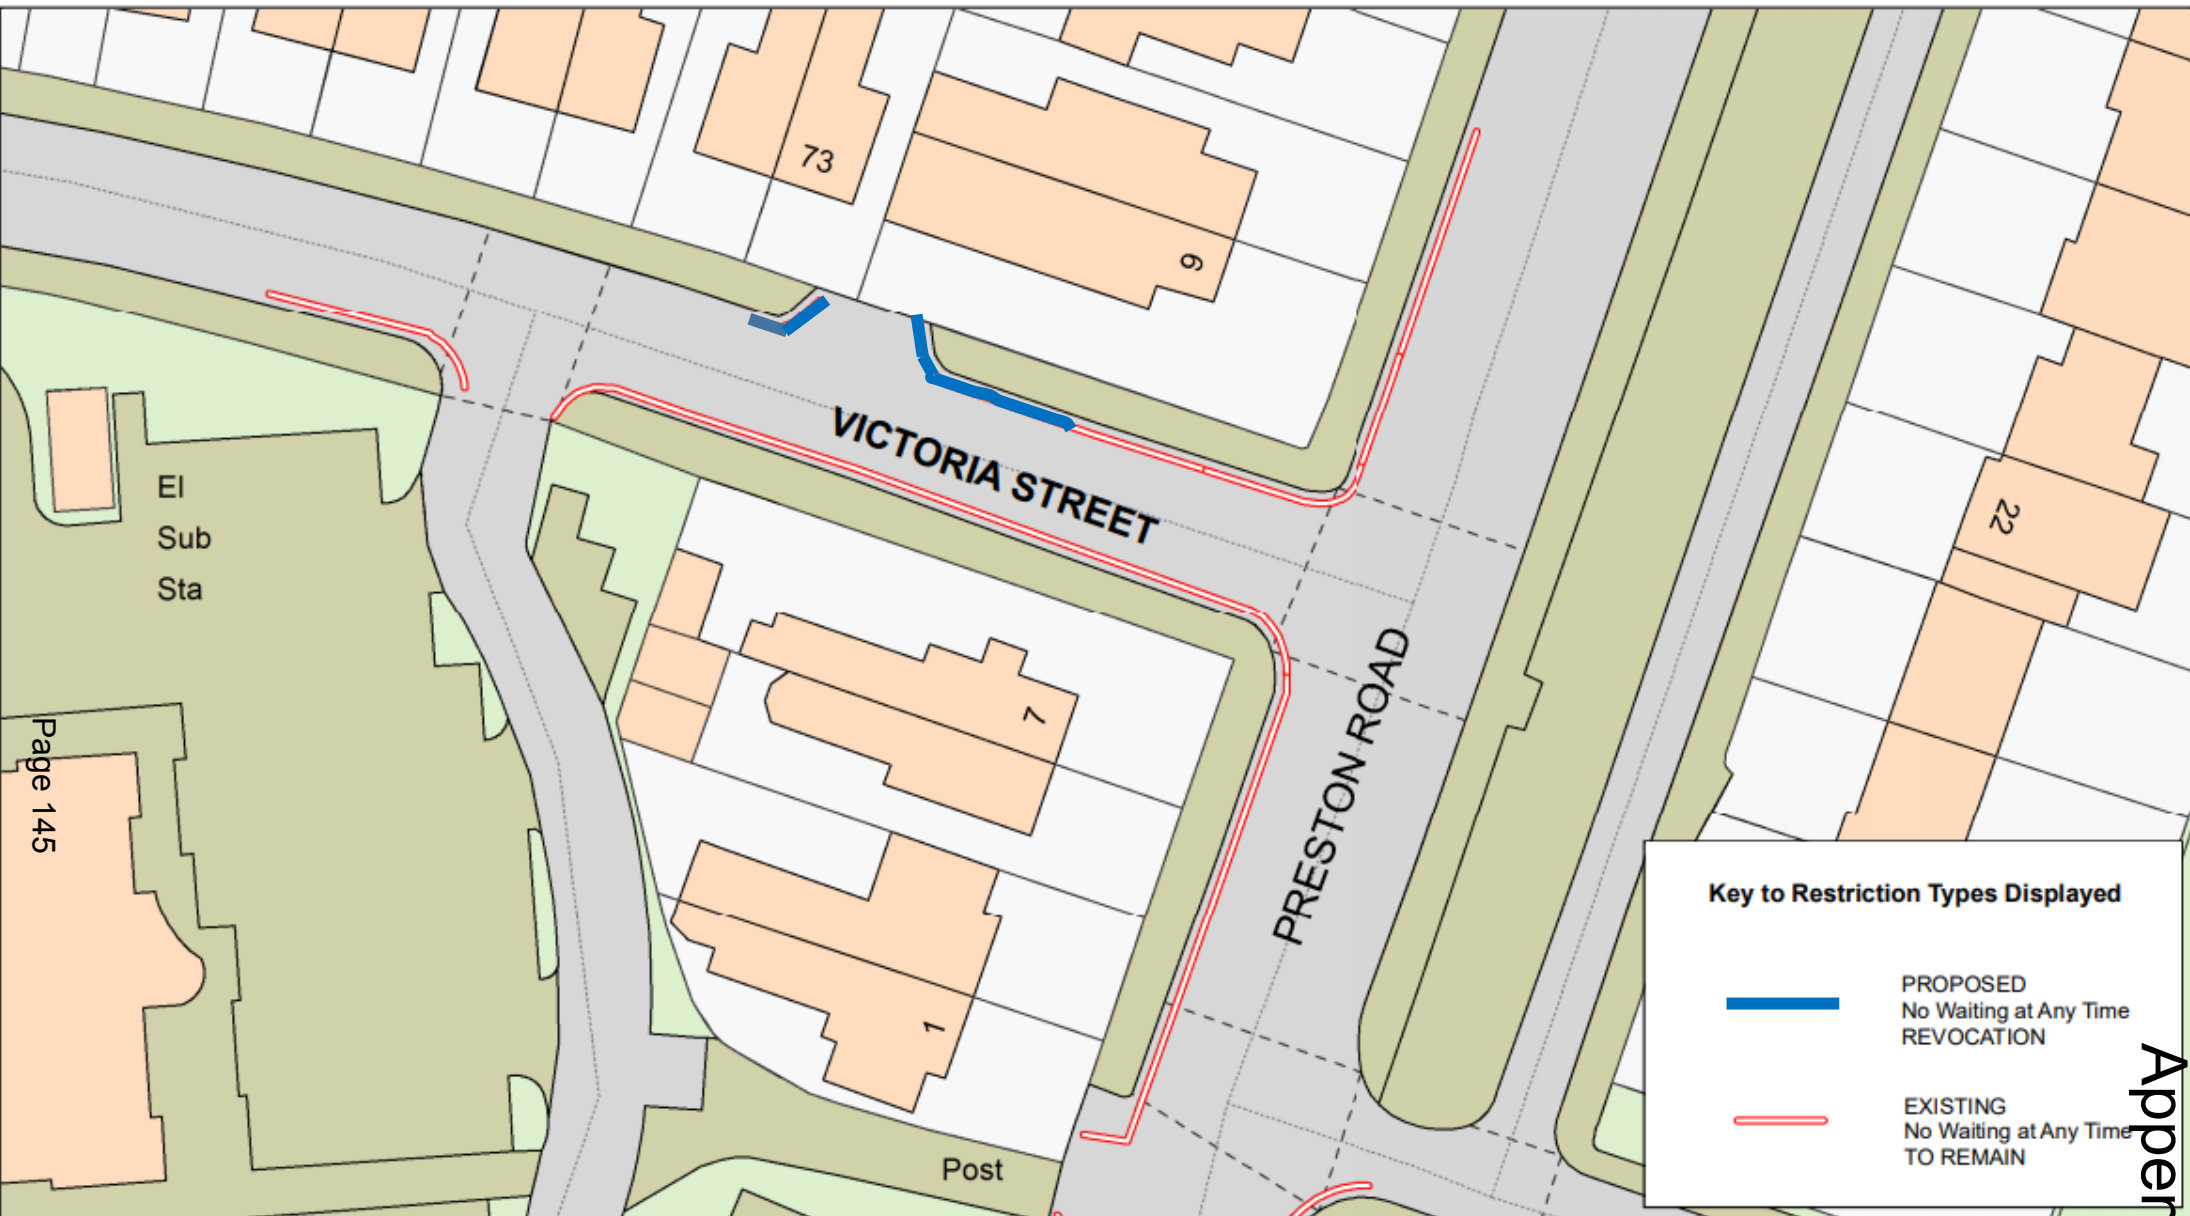 73
9
El
Sub
Sta
VICTORIA STREET
22
7
PRESTON ROAD
Page 145
1
Post
Key to Restriction Types Displayed
PROPOSED
No Waiting at Any Time
REVOCATION
EXISTING
No Waiting at Any Time
TO REMAIN